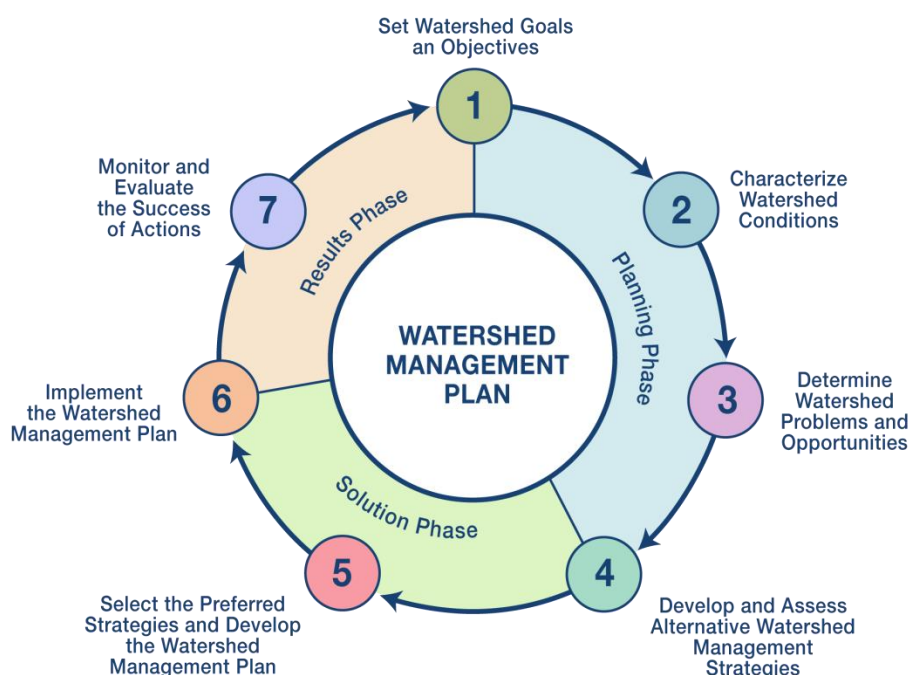 Set Watershed Goals
an Objectives
1
2
Characterize
Watershed
Conditions
3
Determine
Watershed
Problems and
Opportunities
4
Develop and Assess
Alternative Watershed
Management
Strategies
5
Select the Preferred
Strategies and Develop
the Watershed
Management Plan
6
Implement
the Watershed
Management Plan
7
Monitor and
Evaluate
the Success
of Actions
Results Phase
Planning Phase
Solution Phase
WATERSHED
MANAGEMENT
PLAN